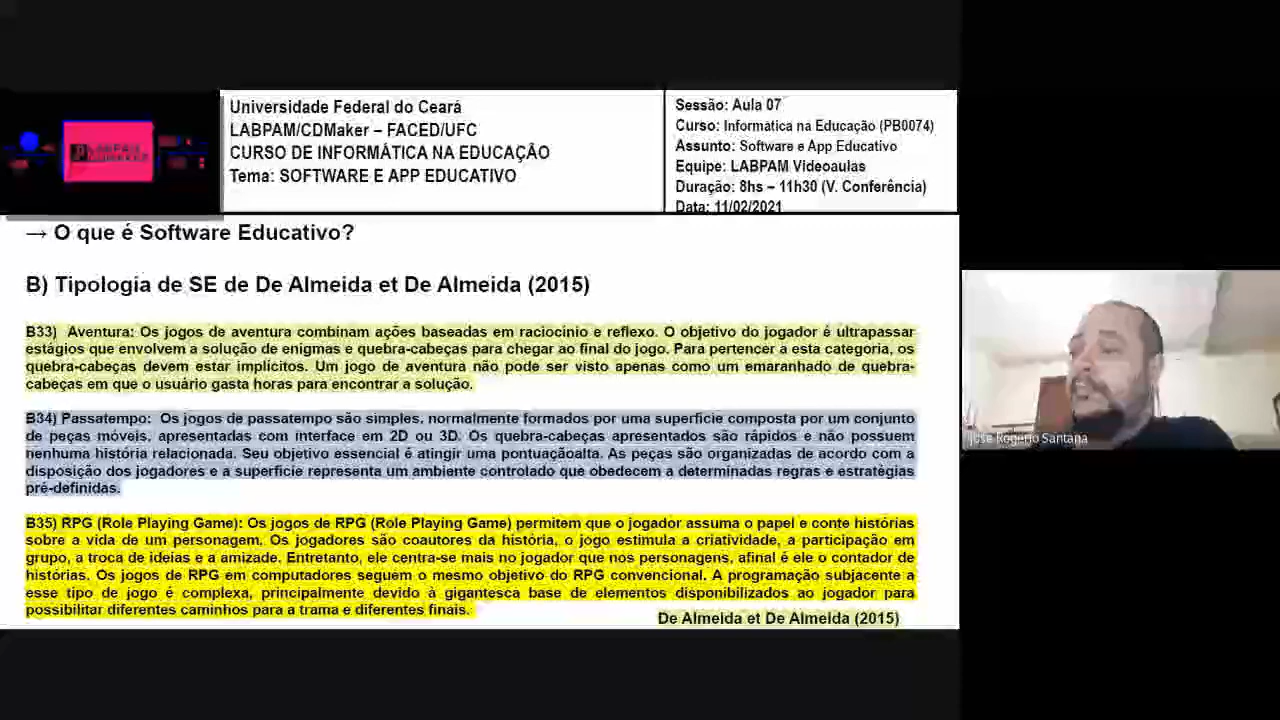 LABPAM
CDMAKER
Universidade Federal do Ceará
LABPAM/CDMaker – FACED/UFC
CURSO DE INFORMÁTICA NA EDUCAÇÂO
Tema: SOFTWARE E APP EDUCATIVO
Sessão: Aula 07
Curso: Informática na Educação (PB0074)
Assunto: Software e App Educativo
Equipe: LABPAM Videoaulas
Duração: 8hs – 11h30 (V. Conferência)
Data: 11/02/2021
→ O que é Software Educativo?
B) Tipologia de SE de De Almeida et De Almeida (2015)
B33) Aventura: Os jogos de aventura combinam ações baseadas em raciocínio e reflexo. O objetivo do jogador é ultrapassar
estágios que envolvem a solução de enigmas e quebra-cabeças para chegar ao final do jogo. Para pertencer a esta categoria, os
quebra-cabeças devem estar implícitos. Um jogo de aventura não pode ser visto apenas como um emaranhado de quebra-
cabeças em que o usuário gasta horas para encontrar a solução.
B34) Passatempo: Os jogos de passatempo são simples, normalmente formados por uma superfície composta por um conjunto
de peças móveis, apresentadas com interface em 2D ou 3D. Os quebra-cabeças apresentados são rápidos e não possuem
nenhuma história relacionada. Seu objetivo essencial é atingir uma pontuaçãoalta. As peças são organizadas de acordo com a
disposição dos jogadores e a superfície representa um ambiente controlado que obedecem a determinadas regras e estratégias
pré-definidas.
B35) RPG (Role Playing Game): Os jogos de RPG (Role Playing Game) permitem que o jogador assuma o papel e conte histórias
sobre a vida de um personagem. Os jogadores são coautores da história, o jogo estimula a criatividade, a participação em
grupo, a troca de ideias e a amizade. Entretanto, ele centra-se mais no jogador que nos personagens, afinal é ele o contador de
histórias. Os jogos de RPG em computadores seguem o mesmo objetivo do RPG convencional. A programação subjacente a
esse tipo de jogo é complexa, principalmente devido à gigantesca base de elementos disponibilizados ao jogador para
possibilitar diferentes caminhos para a trama e diferentes finais.
De Almeida et De Almeida (2015)
José Rogério Santana